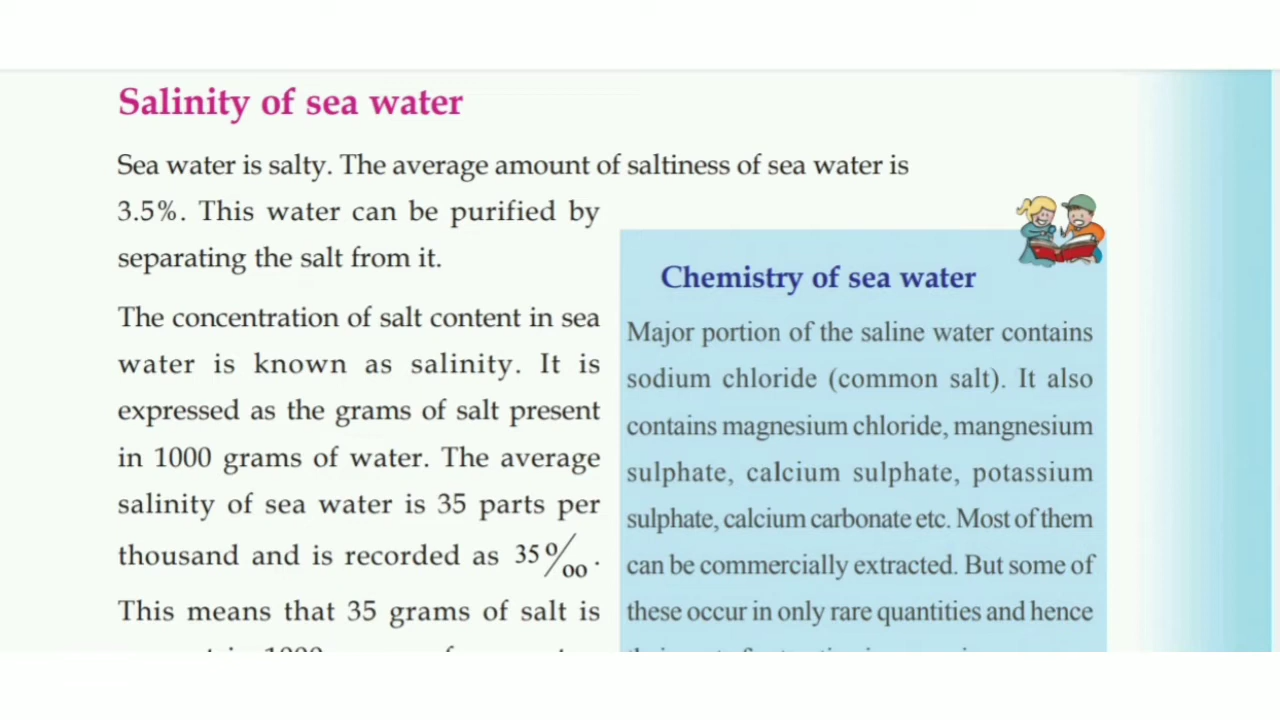 Salinity of sea water
Sea water is salty. The average amount of saltiness of sea water is
3.5%. This water can be purified by
separating the salt from it.
The concentration of salt content in sea
water is known as salinity. It is
expressed as the grams of salt present
in 1000 grams of water. The average
salinity of sea water is 35 parts per
thousand and is recorded as 35 0/00.
This means that 35 grams of salt is
Chemistry of sea water
Major portion of the saline water contains
sodium chloride (common salt). It also
contains magnesium chloride, mangnesium
sulphate, calcium sulphate, potassium
sulphate, calcium carbonate etc. Most of them
can be commercially extracted. But some of
these occur in only rare quantities and hence